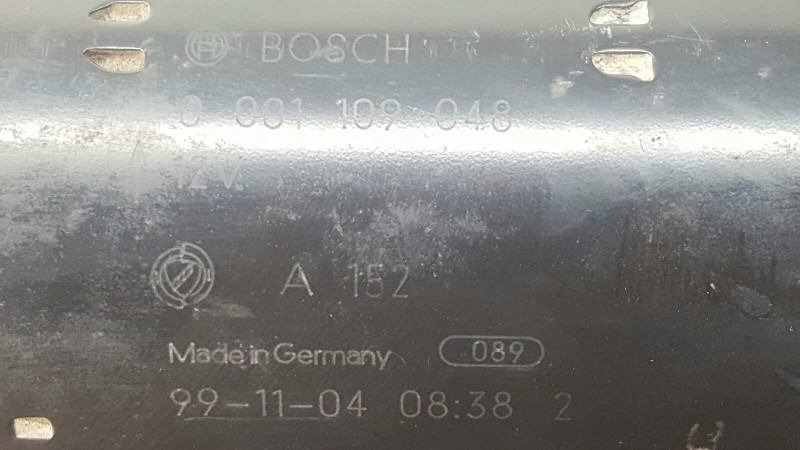 BOSCH
0 001 109 048
12V
A 152
Made in Germany 089
99-11-04 08:38 2